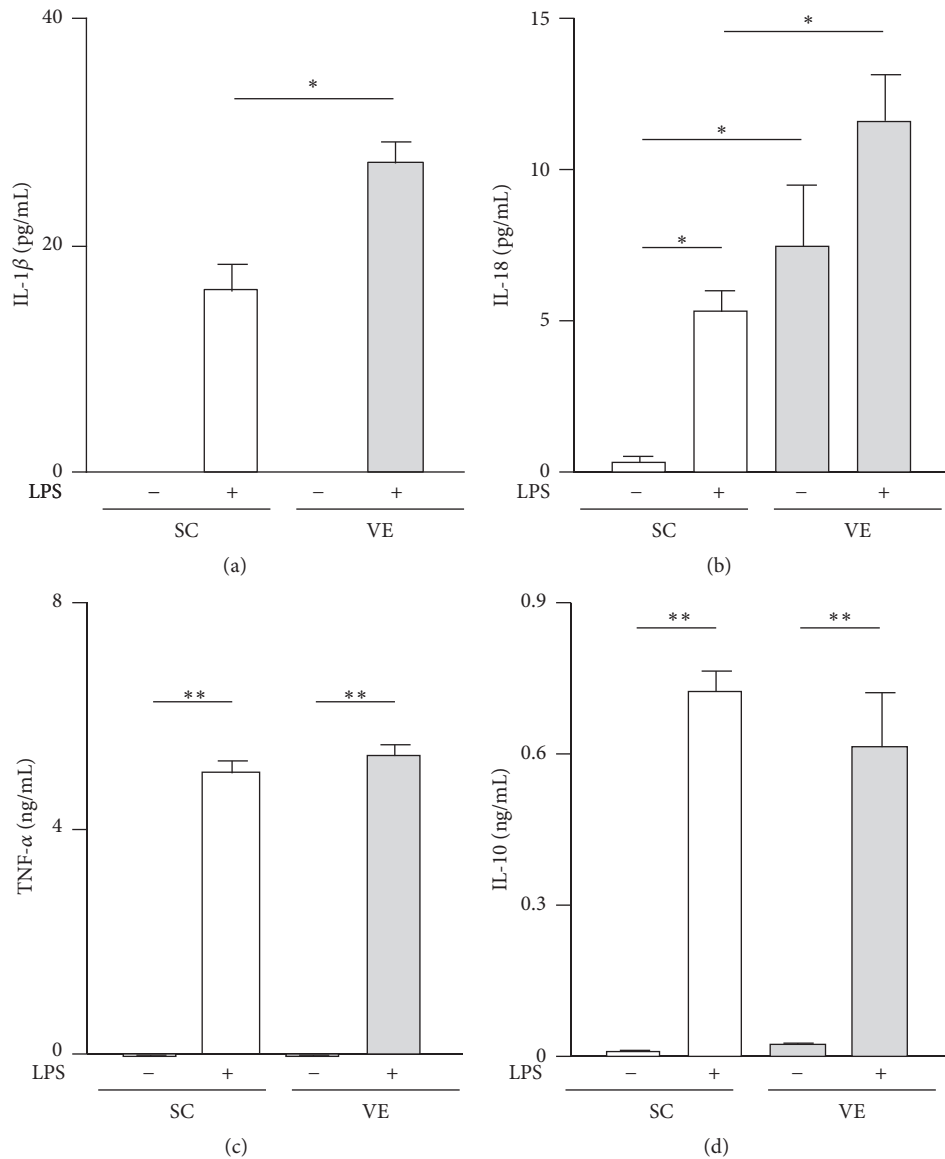 40
20
0
IL-1β (pg/mL)
*
LPS − + − +
SC VE
(a)
15
10
5
0
IL-18 (pg/mL)
*
*
*
− + − +
SC VE
(b)
8
4
0
TNF-α (ng/mL)
** **
LPS − + − +
SC VE
(c)
0.9
0.6
0.3
0
IL-10 (ng/mL)
** **
LPS − + − +
SC VE
(d)